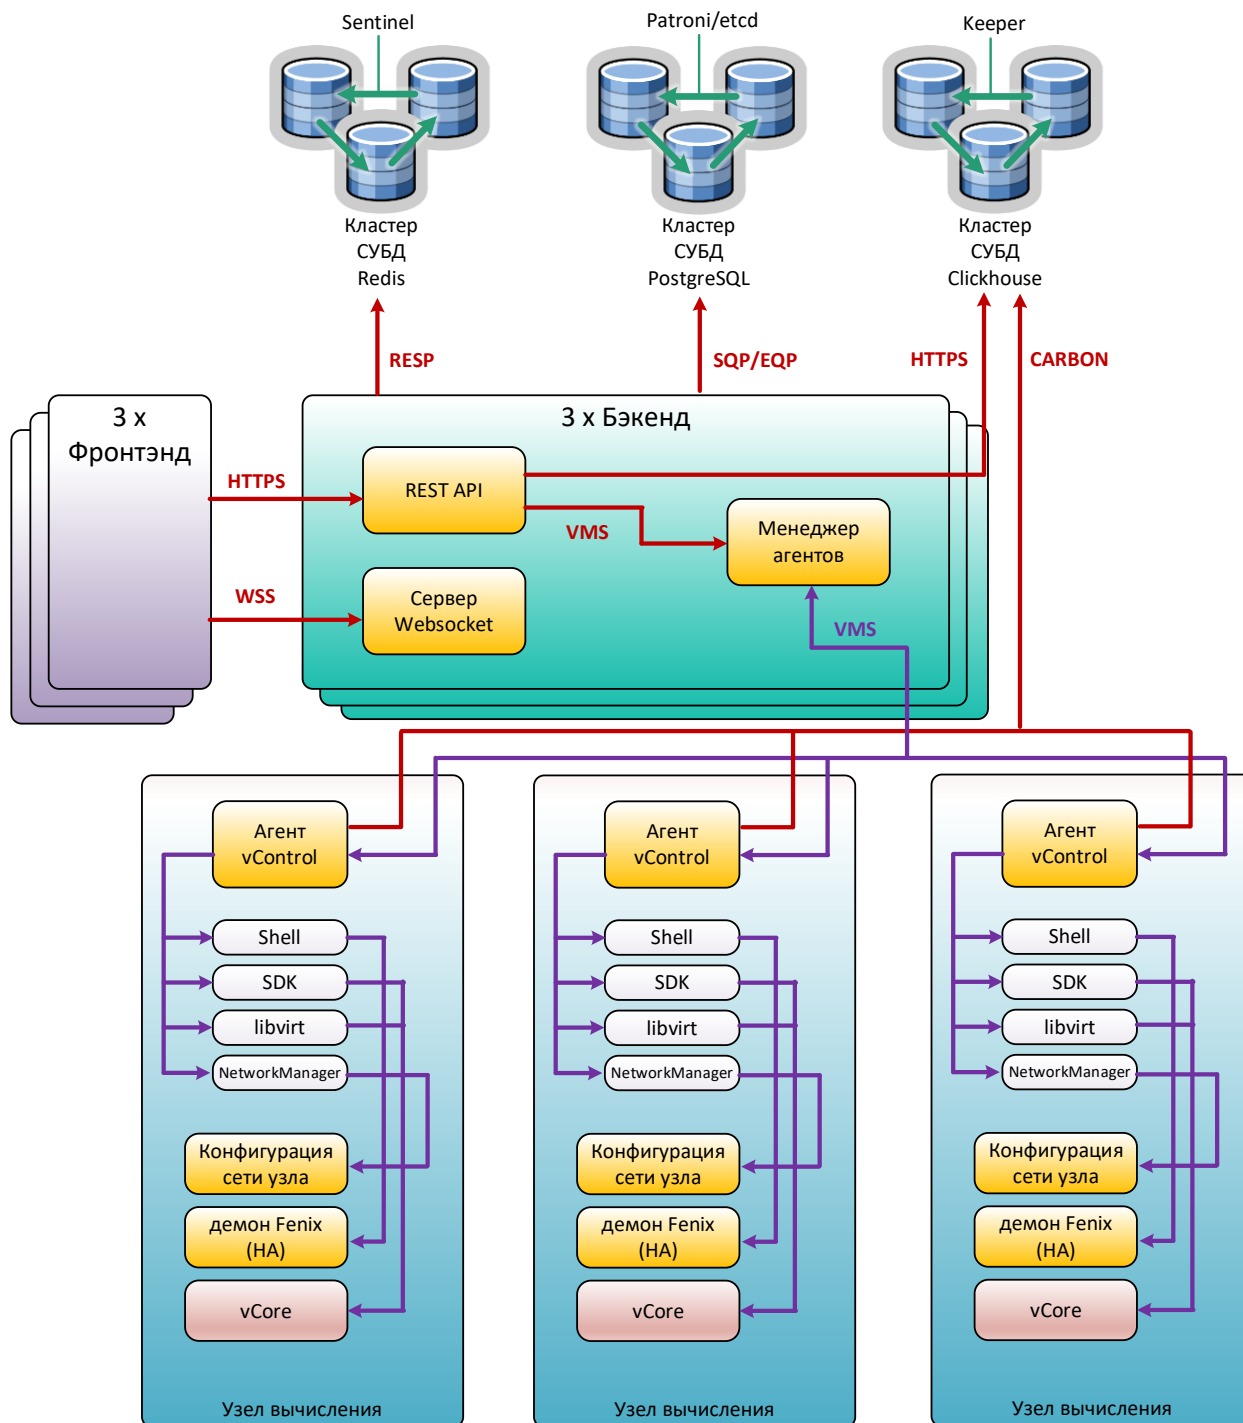 Sentinel
Patroni/etcd
Keeper
Кластер
СУБД
Redis
Кластер
СУБД
PostgreSQL
Кластер
СУБД
Clickhouse
RESP
SQP/EQP
HTTPS
CARBON
3 x
Фронтэнд
3 x Бэкенд
HTTPS
REST API
VMS
Менеджер
агентов
WSS
Сервер
Websocket
VMS
Агент
vControl
Shell
SDK
libvirt
NetworkManager
Конфигурация
сети узла
демон Fenix
(HA)
vCore
Узел вычисления
Агент
vControl
Shell
SDK
libvirt
NetworkManager
Конфигурация
сети узла
демон Fenix
(HA)
vCore
Узел вычисления
Агент
vControl
Shell
SDK
libvirt
NetworkManager
Конфигурация
сети узла
демон Fenix
(HA)
vCore
Узел вычисления